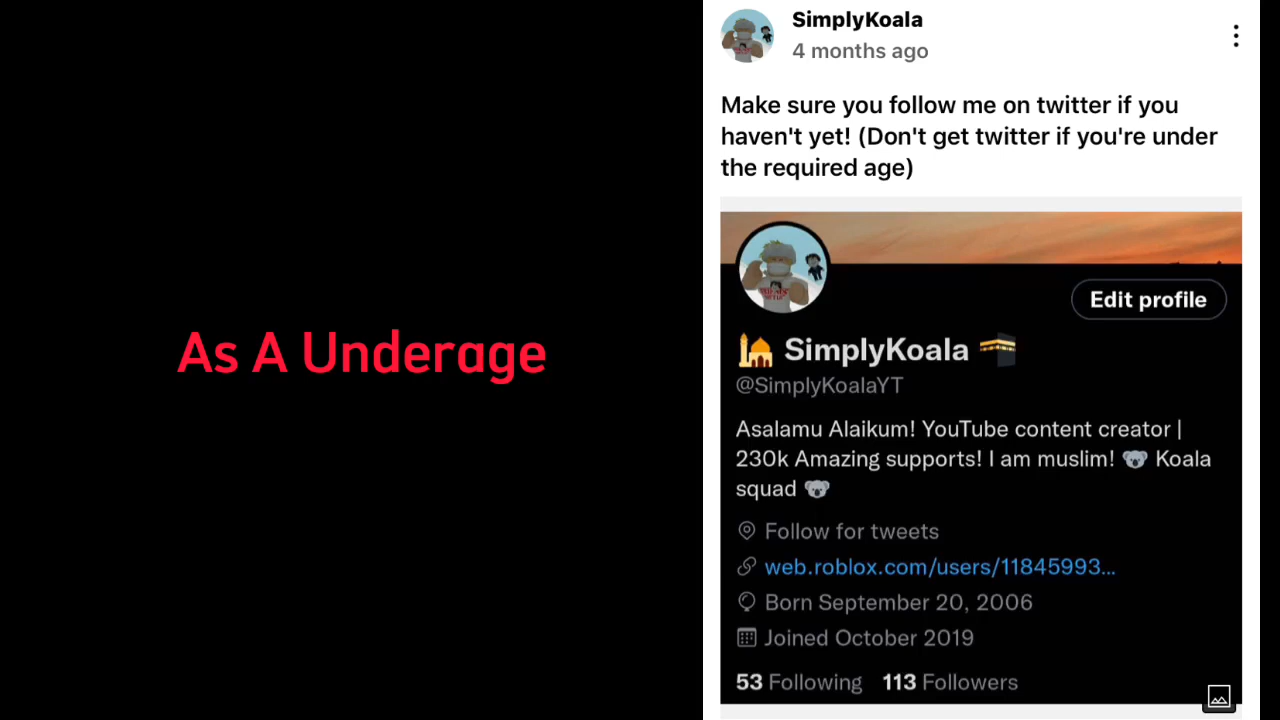 As A Underage
SimplyKoala
4 months ago
Make sure you follow me on twitter if you
haven't yet! (Don't get twitter if you're under
the required age)
Edit profile
🕌 SimplyKoala 🕋
@SimplyKoalaYT
Asalamu Alaikum! YouTube content creator |
230k Amazing supports! I am muslim! 🐨 Koala
squad 🐨
Follow for tweets
web.roblox.com/users/11845993...
Born September 20, 2006
Joined October 2019
53 Following 113 Followers